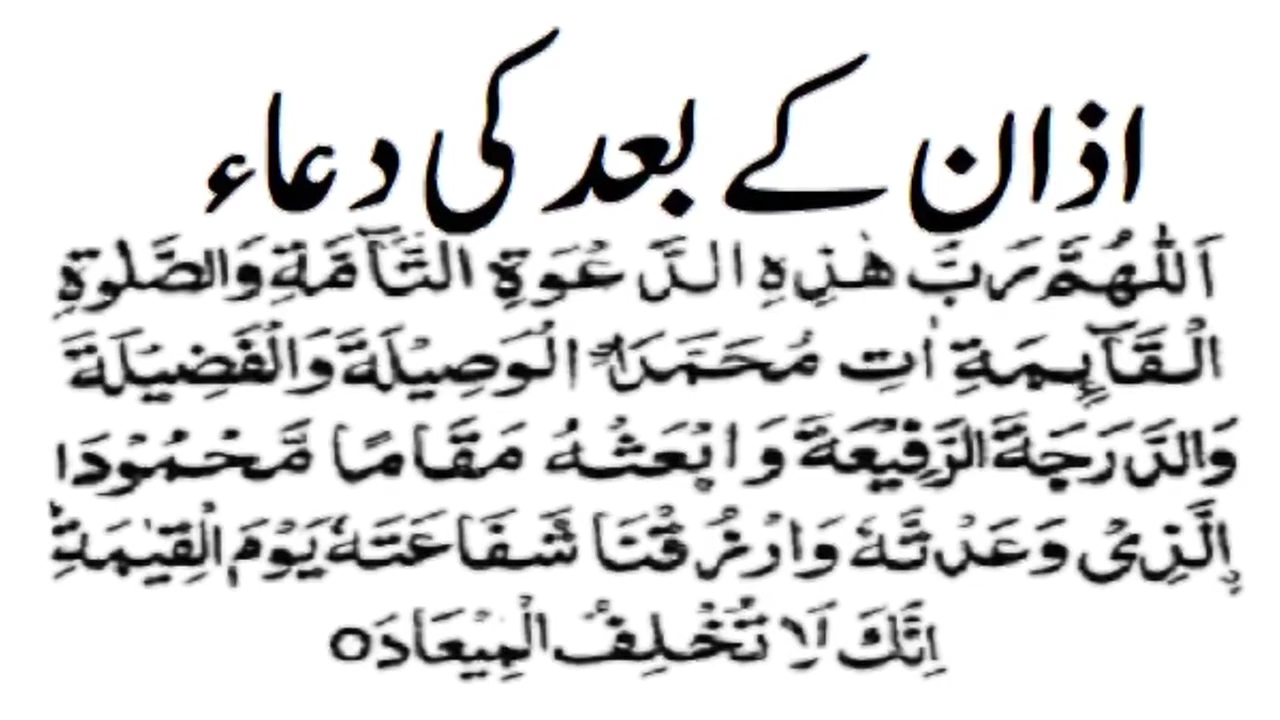 اذان کے بعد کی دعاء
اَللّٰهُمَّ رَبَّ هٰذِهِ الدَّعْوَةِ التَّآمَّةِ وَالصَّلٰوةِ
الْقَآئِمَةِ اٰتِ مُحَمَّدَانِ الْوَصِيْلَةَ وَالْفَضِيْلَةَ
وَالدَّرَجَةَ الرَّفِيْعَةَ وَابْعَثْهُ مَقَامًا مَّحْمُوْدَا
اِلَّذِىْ وَعَدْتَّهٗ وَارْزُقْنَا شَفَاعَتَهٗ يَوْمَ الْقِيٰمَةِؕ
اِنَّكَ لَا تُخْلِفُ الْمِيْعَادَ○